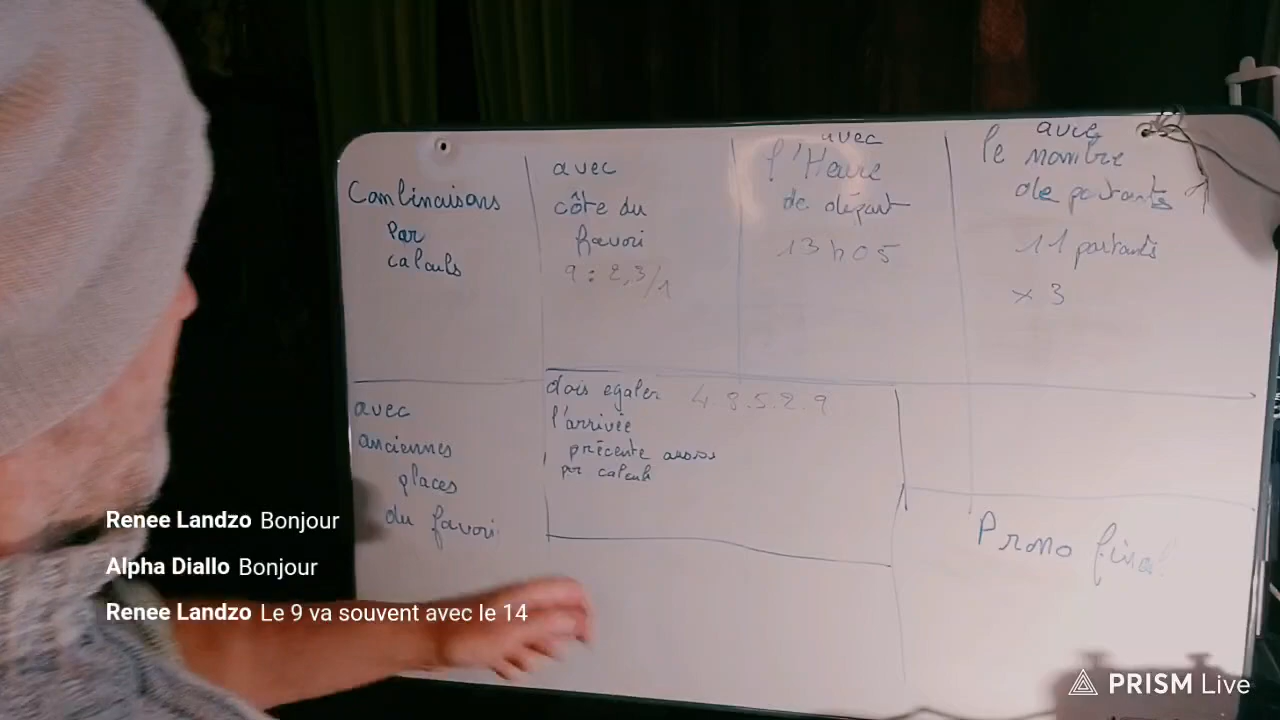 Combinaisons
Par
calculs
avec
côte du
favori
9 : 2,3/1
avec
l'Heure
de départ
13h05
avec
le nombre
de partants
11 partants
x 3
avec
anciennes
places
du favori
dois egaler 4 8.5.2.9
l'arrivée
précente
par calculs
Prono final
Renee Landzo Bonjour
Alpha Diallo Bonjour
Renee Landzo Le 9 va souvent avec le 14
PRISM Live